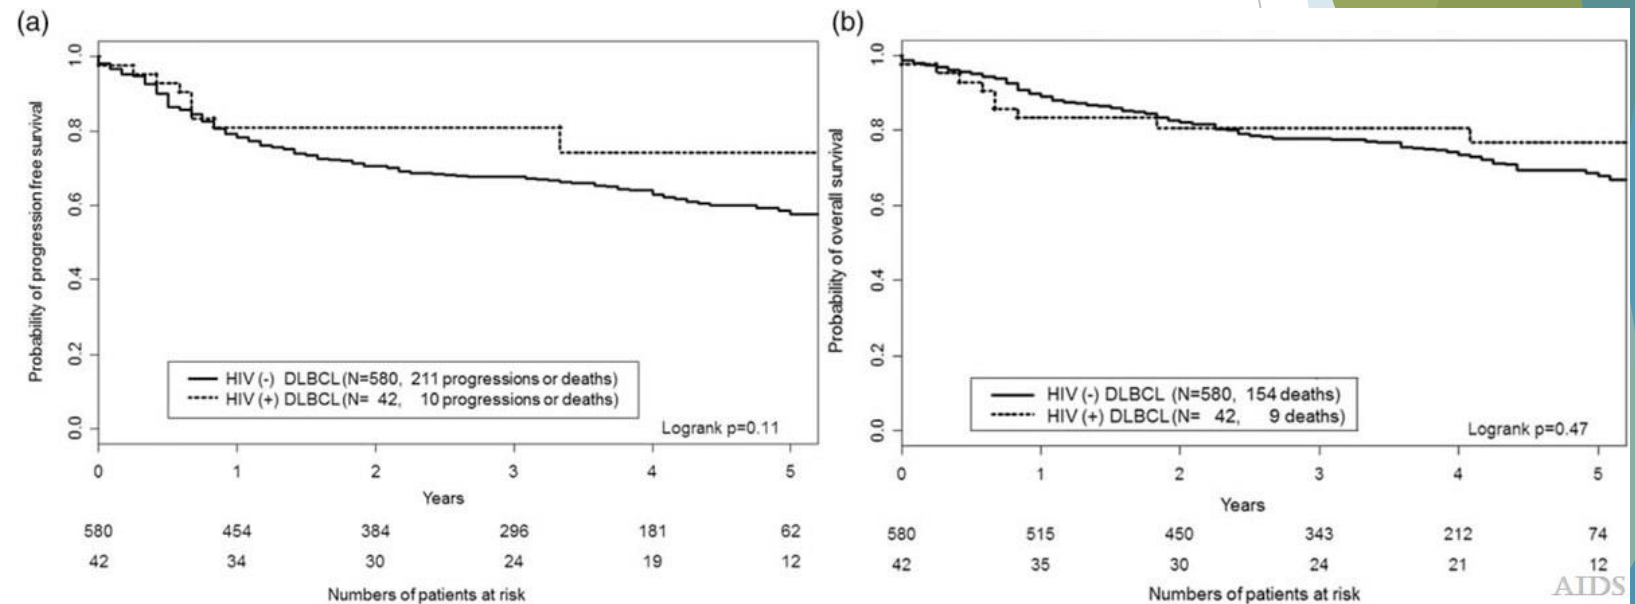 (a)
Probability of progression free survival
1.0
0.8
0.6
0.4
0.2
0.0
HIV (-) DLBCL (N=580, 211 progressions or deaths)
HIV (+) DLBCL (N= 42, 10 progressions or deaths)
Logrank p=0.11
0 1 2 3 4 5
Years
580 454 384 296 181 62
42 34 30 24 19 12
Numbers of patients at risk
(b)
Probability of overall survival
1.0
0.8
0.6
0.4
0.2
0.0
HIV (-) DLBCL (N=580, 154 deaths)
HIV (+) DLBCL (N= 42, 9 deaths)
Logrank p=0.47
0 1 2 3 4 5
Years
580 515 450 343 212 74
42 35 30 24 21 12
Numbers of patients at risk
AIDS